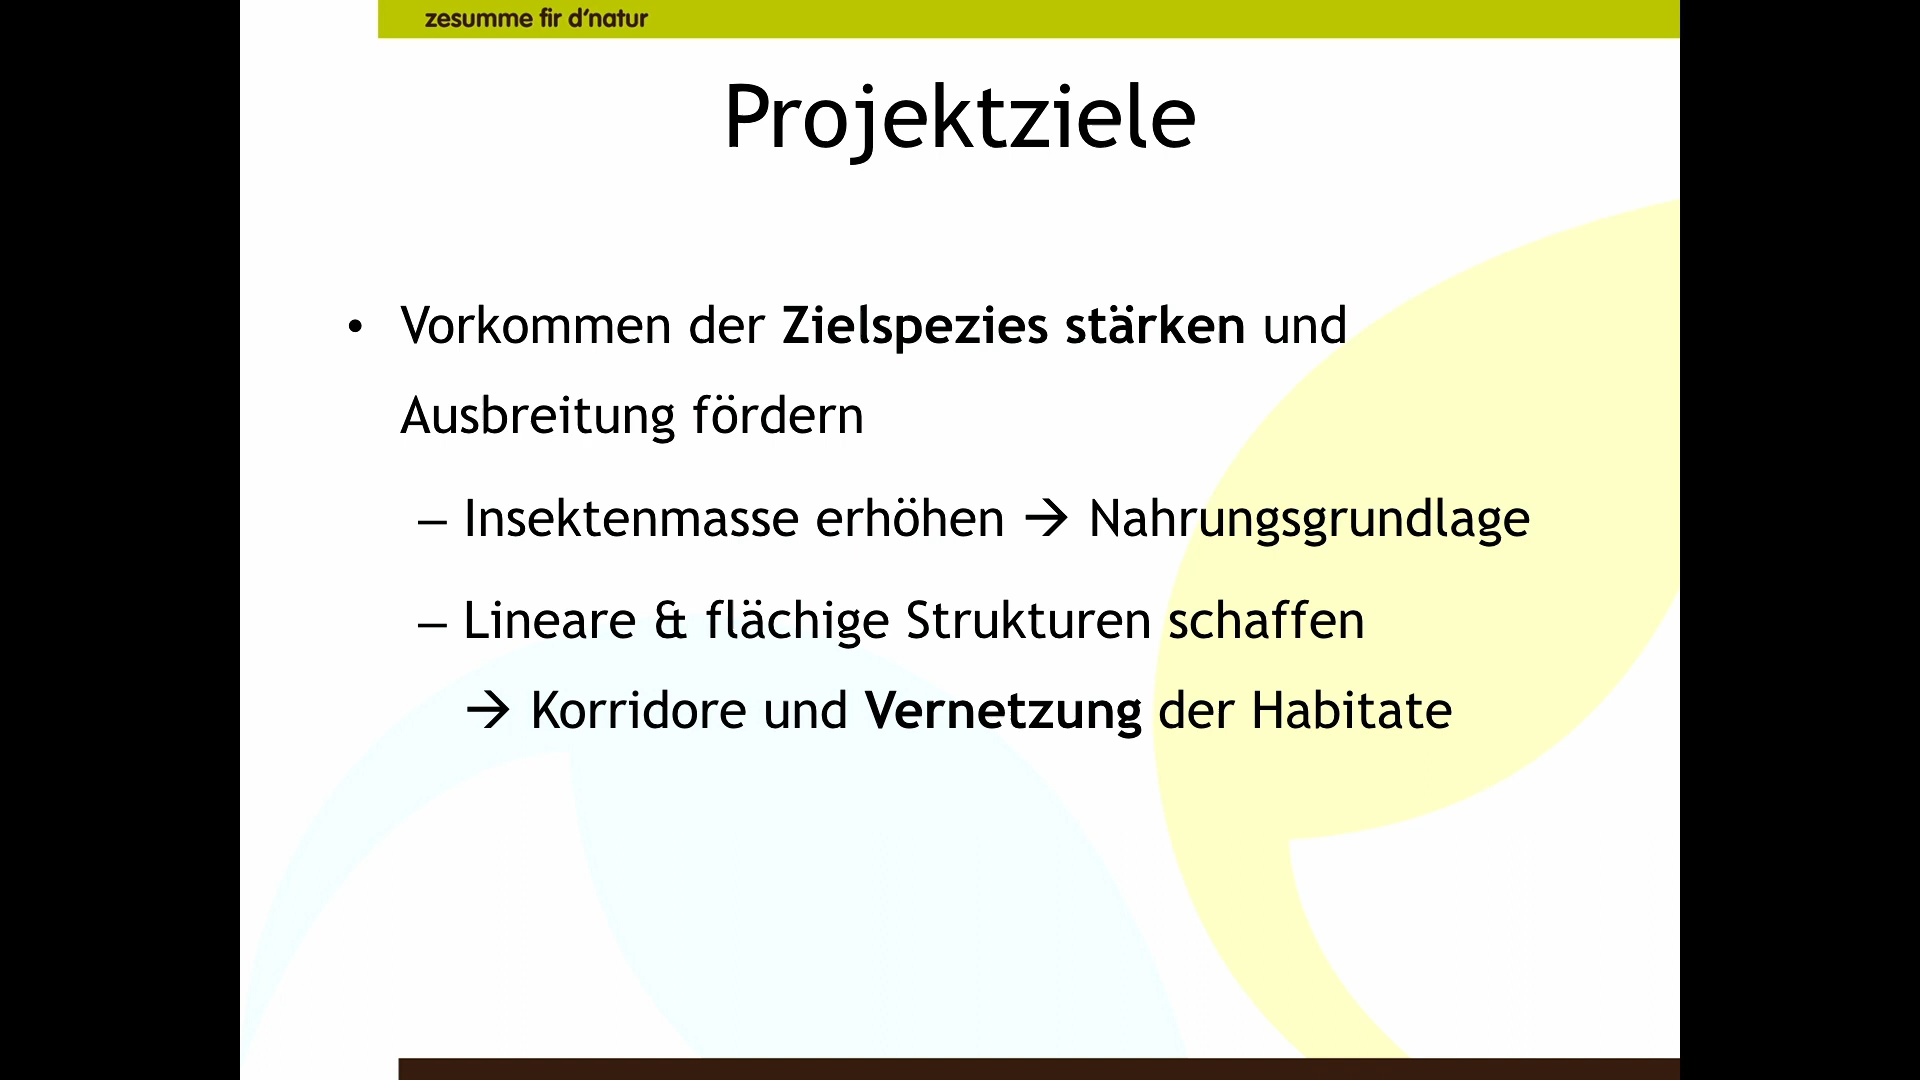 zesumme fir d'natur
Projektziele
• Vorkommen der Zielspezies stärken und
Ausbreitung fördern
– Insektenmasse erhöhen → Nahrungsgrundlage
– Lineare & flächige Strukturen schaffen
→ Korridore und Vernetzung der Habitate